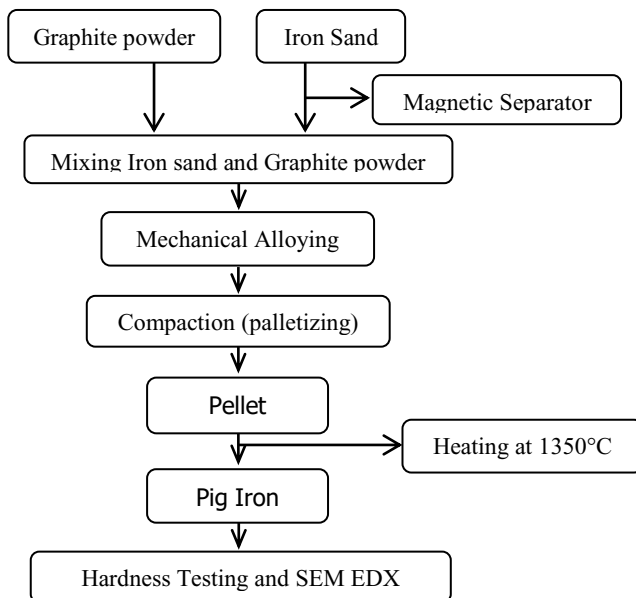 Graphite powder
Iron Sand
Magnetic Separator
Mixing Iron sand and Graphite powder
Mechanical Alloying
Compaction (palletizing)
Pellet
Heating at 1350°C
Pig Iron
Hardness Testing and SEM EDX